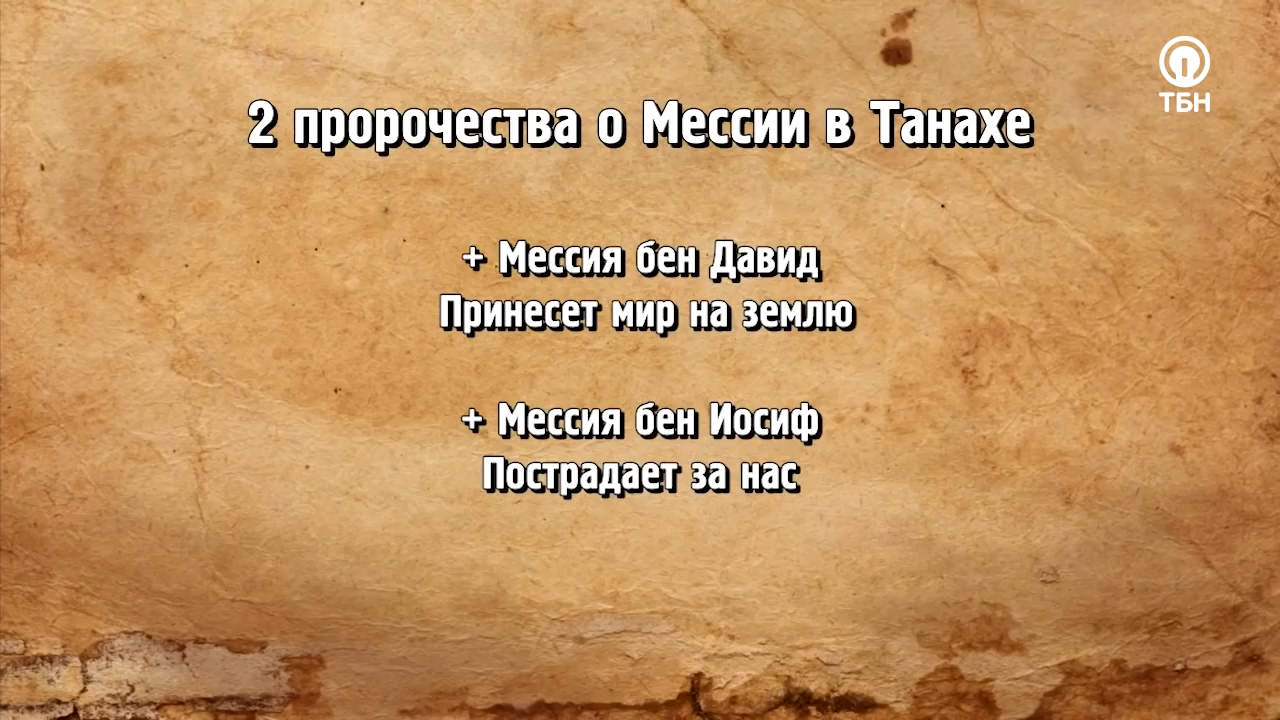 ТБН
2 пророчества о Мессии в Танахе
+ Мессия бен Давид
Принесет мир на землю
+ Мессия бен Иосиф
Пострадает за нас